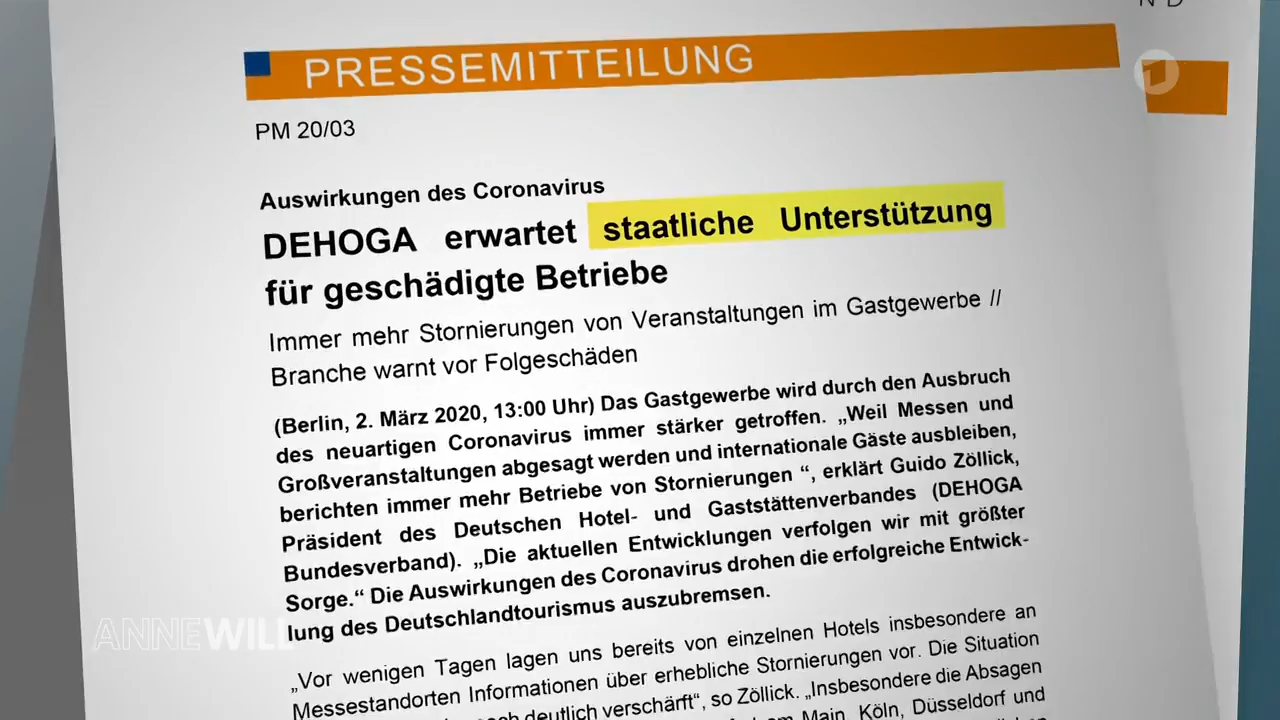 N D
PRESSEMITTEILUNG
PM 20/03
Auswirkungen des Coronavirus
DEHOGA erwartet staatliche Unterstützung
für geschädigte Betriebe
Immer mehr Stornierungen von Veranstaltungen im Gastgewerbe //
Branche warnt vor Folgeschäden
(Berlin, 2. März 2020, 13:00 Uhr) Das Gastgewerbe wird durch den Ausbruch
des neuartigen Coronavirus immer stärker getroffen. „Weil Messen und
Großveranstaltungen abgesagt werden und internationale Gäste ausbleiben,
berichten immer mehr Betriebe von Stornierungen “, erklärt Guido Zöllick,
Präsident des Deutschen Hotel- und Gaststättenverbandes (DEHOGA
Bundesverband). „Die aktuellen Entwicklungen verfolgen wir mit größter
Sorge.“ Die Auswirkungen des Coronavirus drohen die erfolgreiche Entwick-
lung des Deutschlandtourismus auszubremsen.
„Vor wenigen Tagen lagen uns bereits von einzelnen Hotels insbesondere an
Messestandorten Informationen über erhebliche Stornierungen vor. Die Situation
deutlich verschärft“, so Zöllick. „Insbesondere die Absagen
Main, Köln, Düsseldorf und
ANNE WILL
1